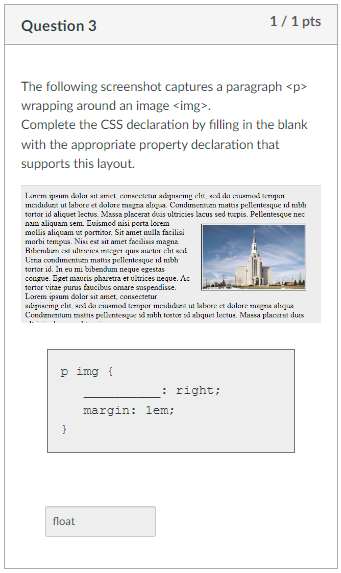 Question 3
1 / 1 pts
The following screenshot captures a paragraph <p>
wrapping around an image <img>.
Complete the CSS declaration by filling in the blank
with the appropriate property declaration that
supports this layout.
Lorem ipsum dolor sit amet, consectetur adipiscing elit, sed do eiusmod tempor
incididunt ut labore et dolore magna aliqua. Condimentum mattis pellentesque id nibh
tortor id aliquet lectus. Massa placerat duis ultricies lacus sed turpis. Pellentesque nec
nam aliquam sem. Euismod nisi porta lorem
mollis aliquam ut porttitor. Sit amet nulla facilisi
morbi tempus. Nisi est sit amet facilisis magna.
Bibendum est ultricies integer quis auctor elit sed.
Urna condimentum mattis pellentesque id nibh
tortor id. In eu mi bibendum neque egestas
congue. Eget mauris pharetra et ultrices neque. Ac
tortor vitae purus faucibus ornare suspendisse.
Lorem ipsum dolor sit amet, consectetur
adipiscing elit, sed do eiusmod tempor incididunt ut labore et dolore magna aliqua.
Condimentum mattis pellentesque id nibh tortor id aliquet lectus. Massa placerat duis
p img {
__________: right;
margin: 1em;
}
float